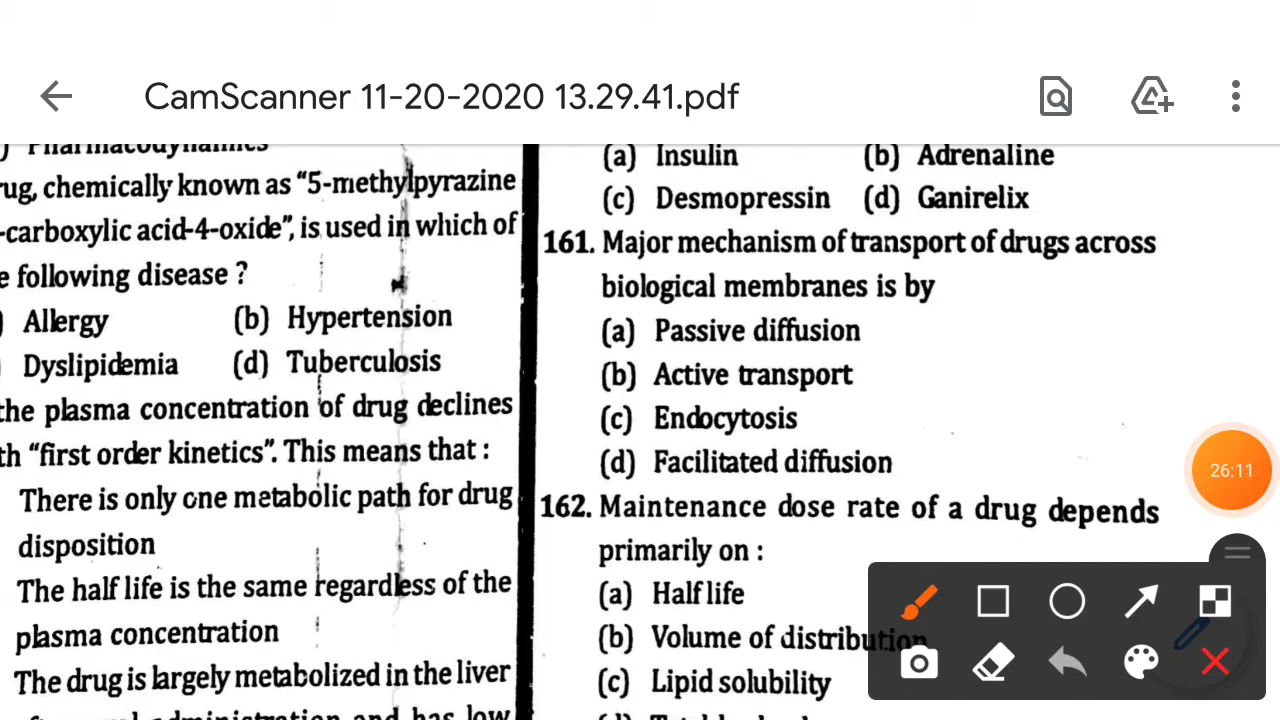 CamScanner 11-20-2020 13.29.41.pdf
Pharmacodynamics
rug, chemically known as “5-methylpyrazine
-carboxylic acid-4-oxide”, is used in which of
e following disease ?
) Allergy (b) Hypertension
Dyslipidemia (d) Tuberculosis
the plasma concentration of drug declines
th “first order kinetics”. This means that :
There is only one metabolic path for drug
disposition
The half life is the same regardless of the
plasma concentration
The drug is largely metabolized in the liver
and has low
(a) Insulin (b) Adrenaline
(c) Desmopressin (d) Ganirelix
161. Major mechanism of transport of drugs across
biological membranes is by
(a) Passive diffusion
(b) Active transport
(c) Endocytosis
(d) Facilitated diffusion
162. Maintenance dose rate of a drug depends
primarily on :
(a) Half life
(b) Volume of distribution
(c) Lipid solubility
26:11